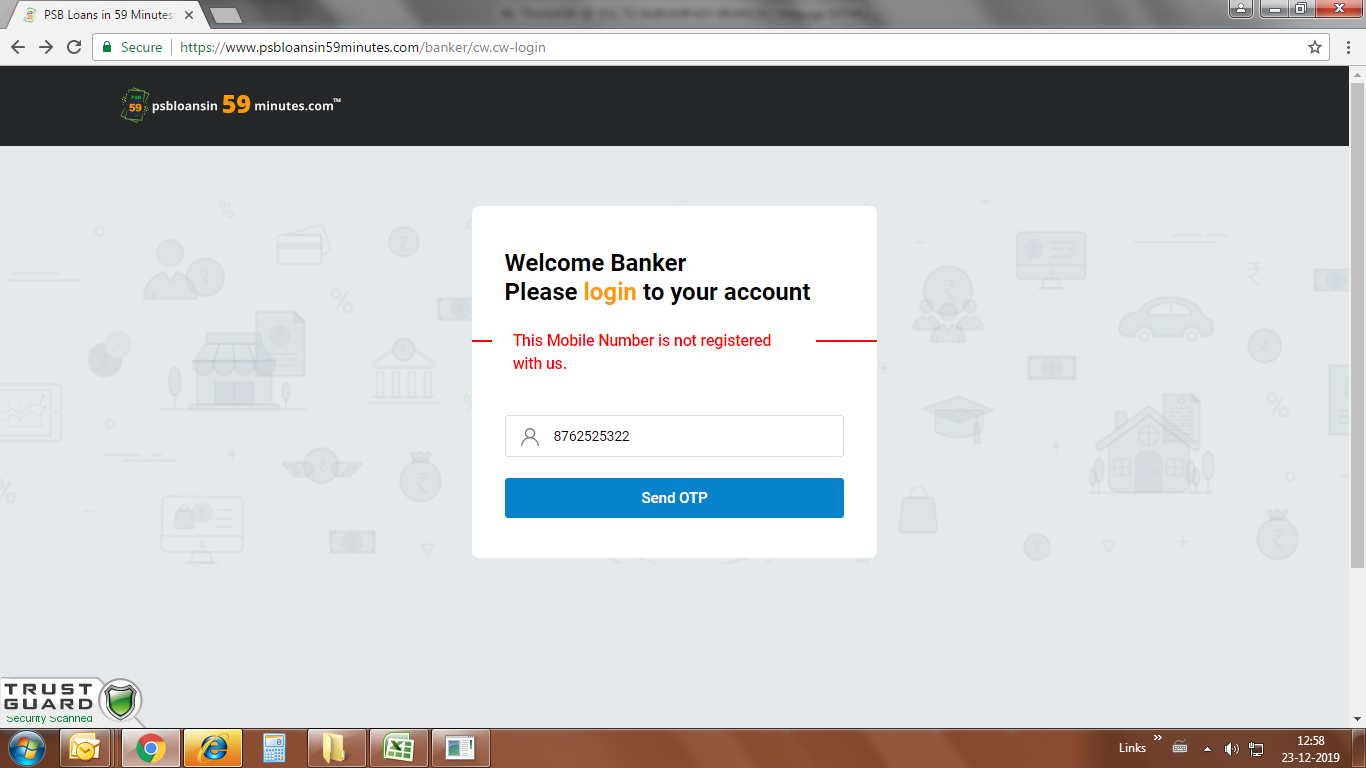 PSB Loans in 59 Minutes:
Secure https://www.psbloansin59minutes.com/banker/cw.cw-login
PSB
59 psbloansin 59 minutes.com™
Welcome Banker
Please login to your account
This Mobile Number is not registered
with us.
8762525322
Send OTP
TRUST
GUARD
Security Scanned
Links
12:58
23-12-2019